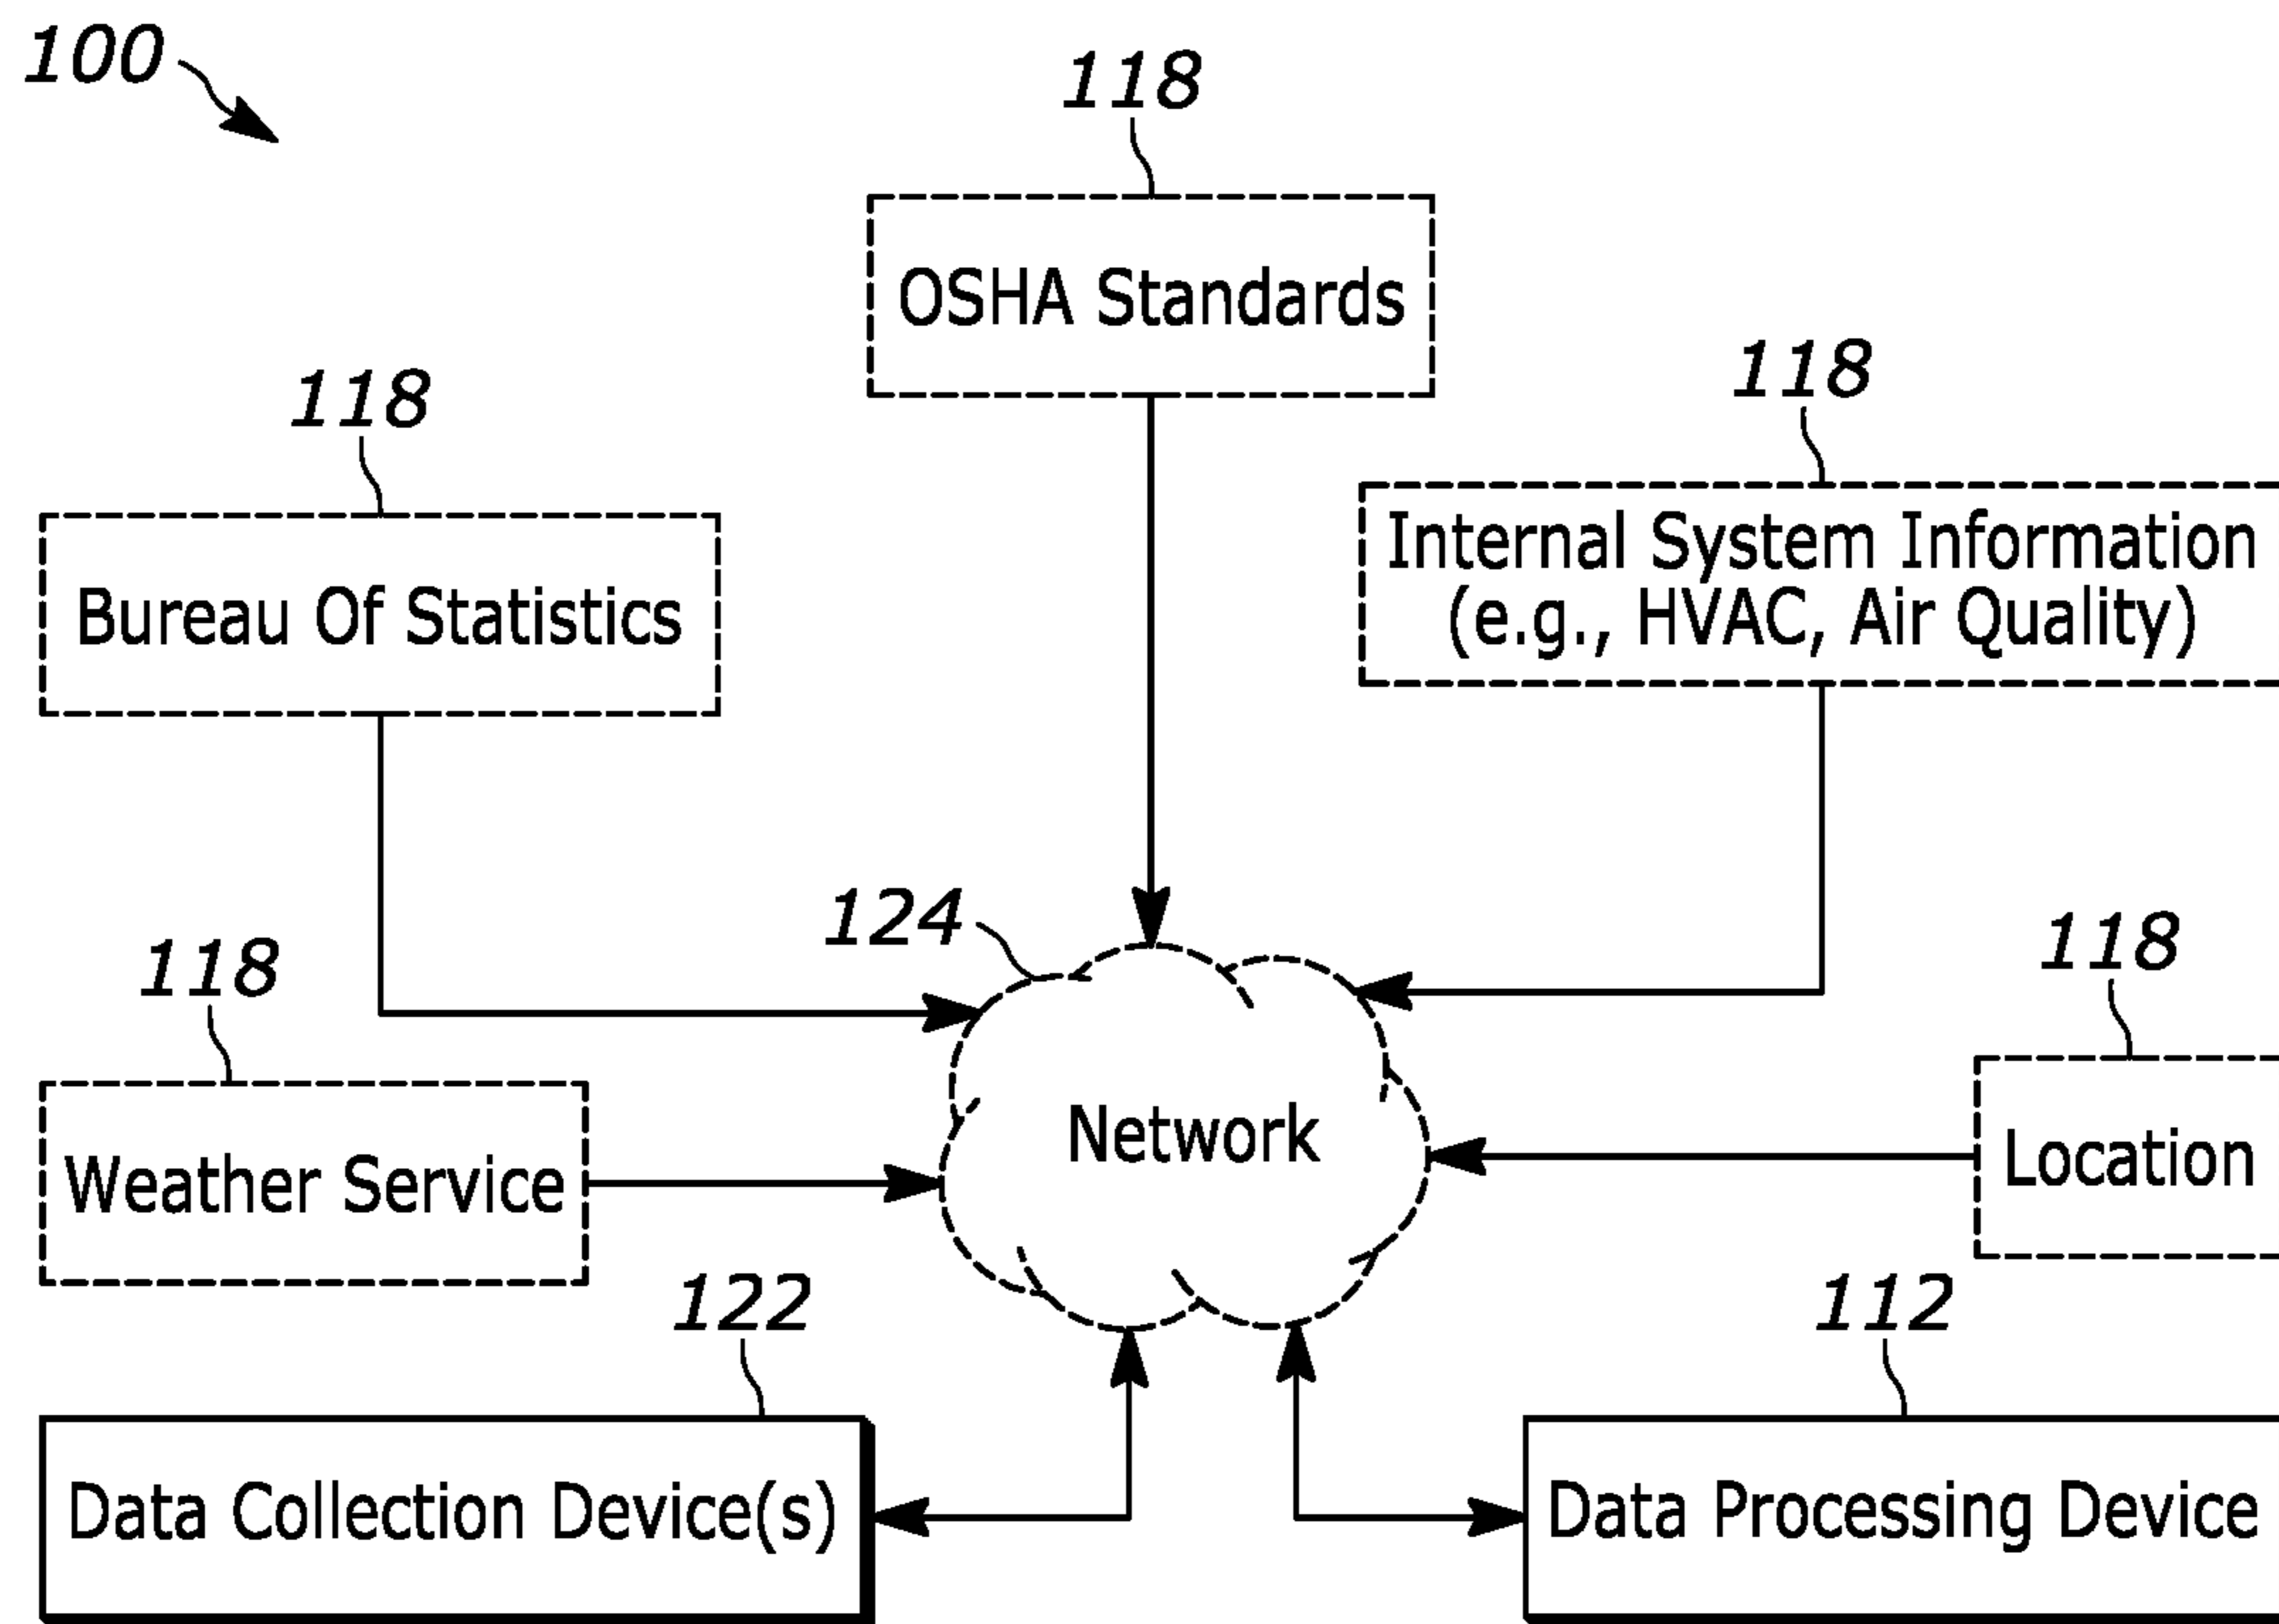 100
118
OSHA Standards
118
Bureau Of Statistics
118
Internal System Information
(e.g., HVAC, Air Quality)
124
118
Weather Service
Network
118
Location
122
Data Collection Device(s)
112
Data Processing Device